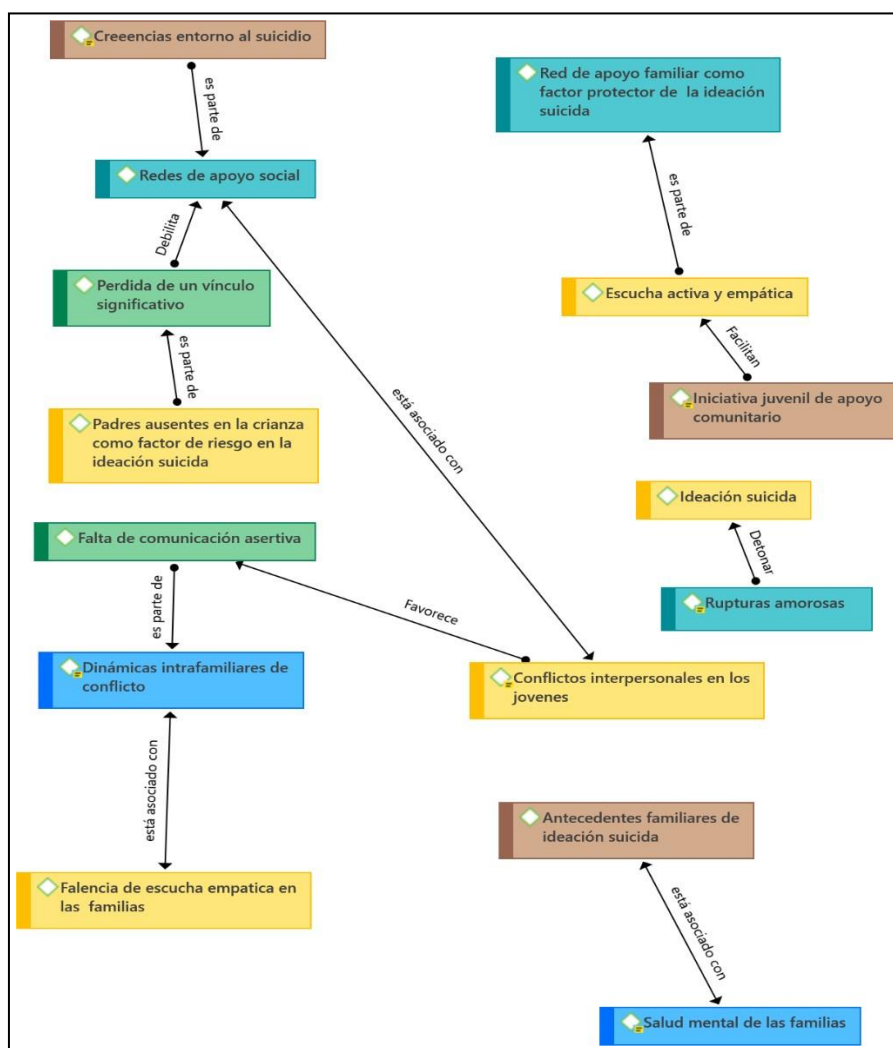 Creeencias entorno al suicidio
es parte de
Redes de apoyo social
Debilita
Perdida de un vínculo
significativo
es parte de
Padres ausentes en la crianza
como factor de riesgo en la
ideación suicida
Red de apoyo familiar como
factor protector de la ideación
suicida
es parte de
Escucha activa y empática
Facilitan
Iniciativa juvenil de apoyo
comunitario
está asociado con
Ideación suicida
Detonar
Rupturas amorosas
Falta de comunicación asertiva
Favorece
es parte de
Dinámicas intrafamiliares de
conflicto
Conflictos interpersonales en los
jovenes
está asociado con
Falencia de escucha empatica en
las familias
Antecedentes familiares de
ideación suicida
está asociado con
Salud mental de las familias